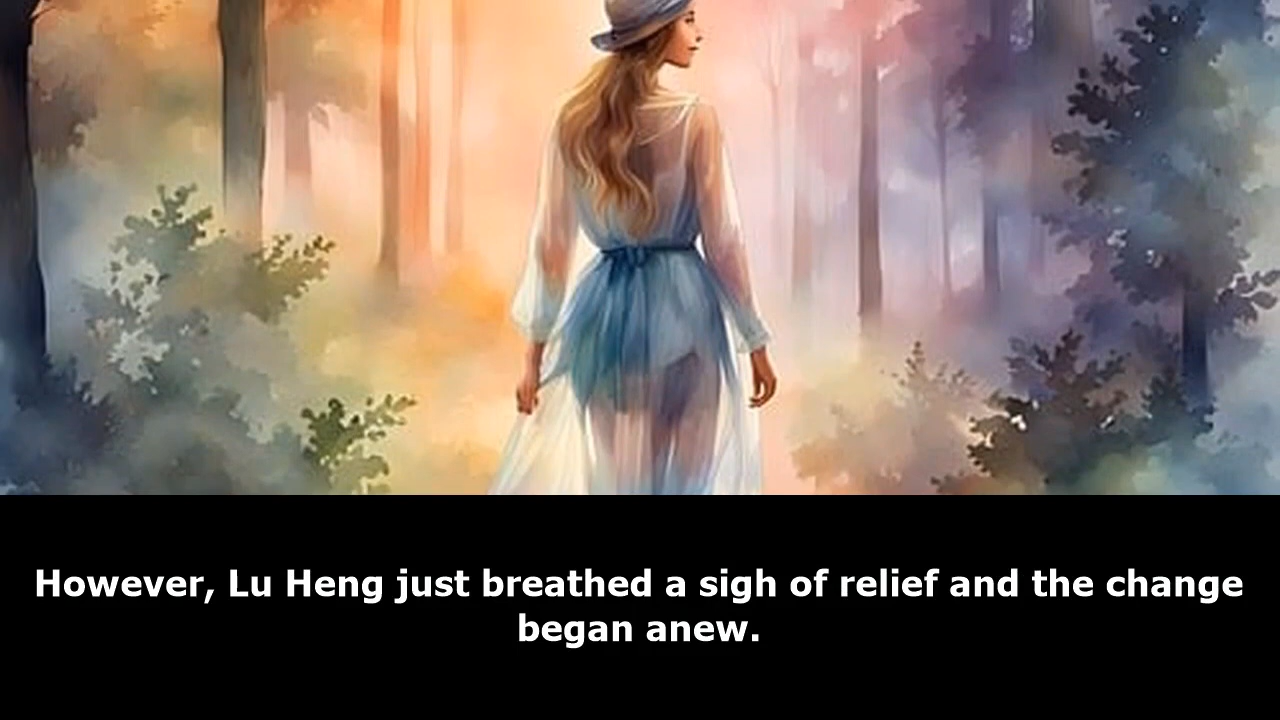 However, Lu Heng just breathed a sigh of relief and the change
began anew.